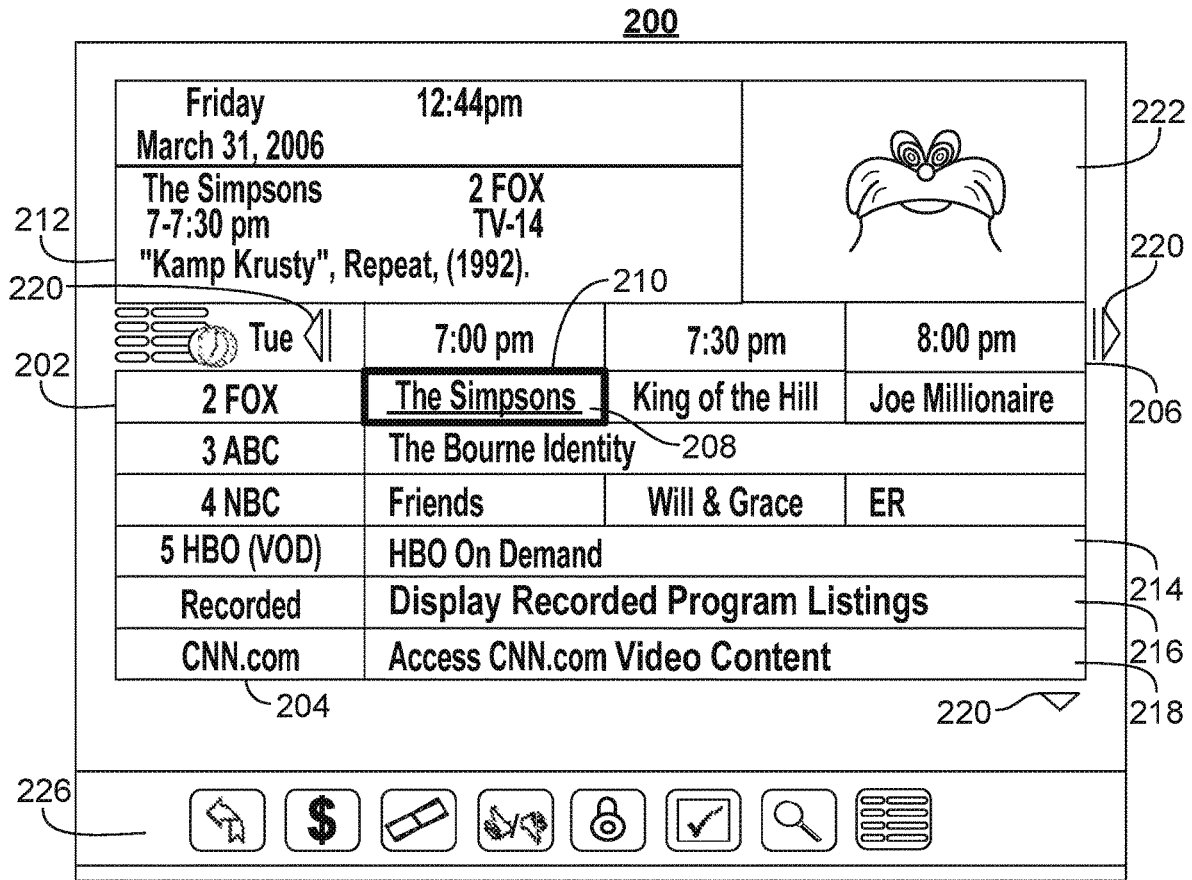 200
Friday 12:44pm
March 31, 2006
222
The Simpsons 2 FOX
7-7:30 pm TV-14
"Kamp Krusty", Repeat, (1992).
212
220
210
220
Tue 7:00 pm 7:30 pm 8:00 pm
202
2 FOX The Simpsons King of the Hill Joe Millionaire
206
3 ABC The Bourne Identity
208
4 NBC Friends Will & Grace ER
5 HBO (VOD) HBO On Demand
214
Recorded Display Recorded Program Listings
216
CNN.com Access CNN.com Video Content
218
204
220
226
$